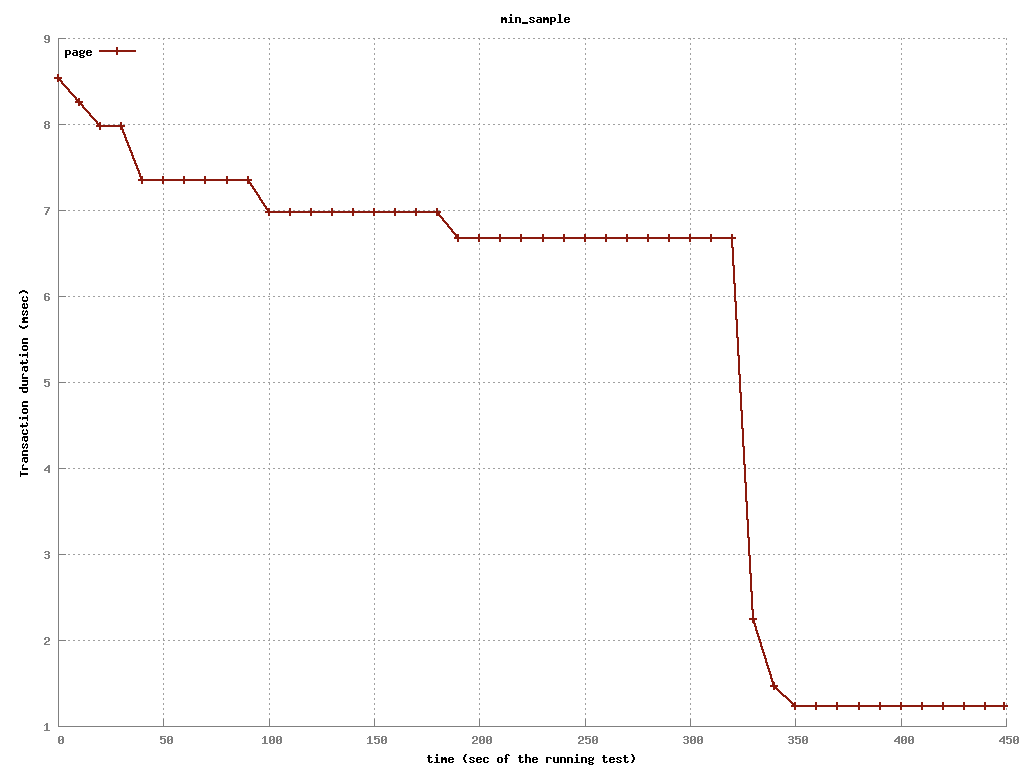 min_sample
page
9
8
7
6
5
4
3
2
1
Transaction duration (msec)
0 50 100 150 200 250 300 350 400 450
time (sec of the running test)